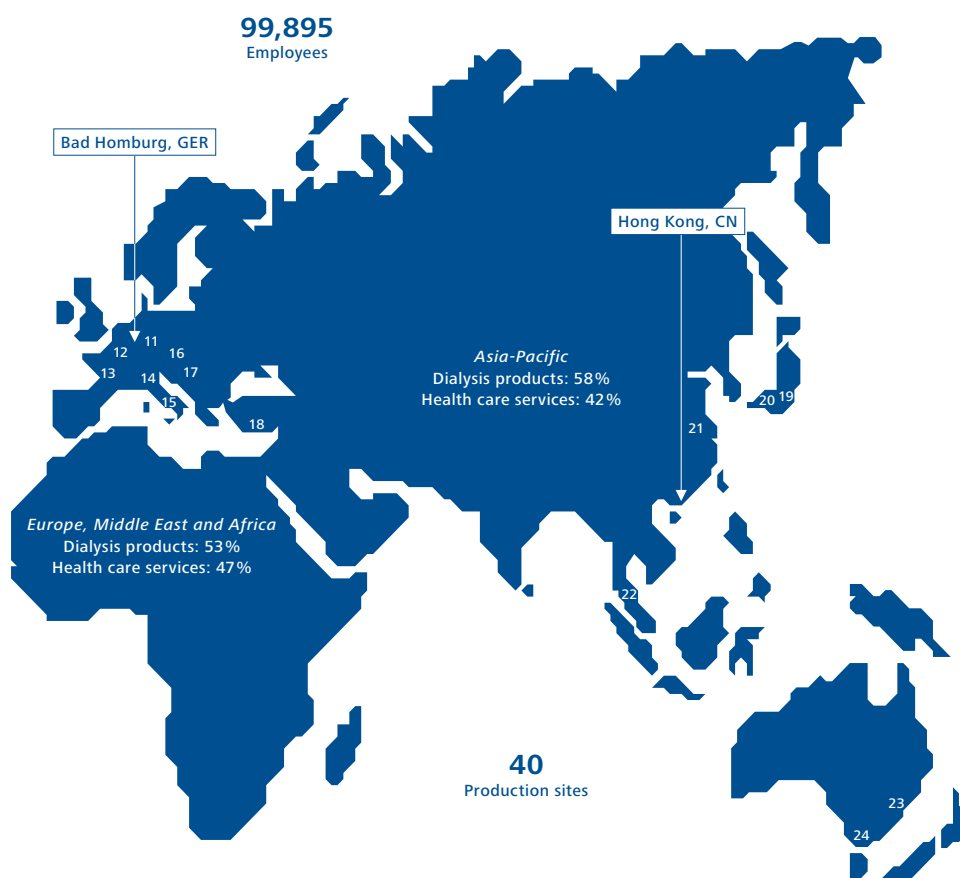 99,895
Employees
Bad Homburg, GER
Hong Kong, CN
11
12
16
13
14
17
15
18
Asia-Pacific
Dialysis products: 58%
Health care services: 42%
20
19
21
Europe, Middle East and Africa
Dialysis products: 53%
Health care services: 47%
22
40
Production sites
23
24